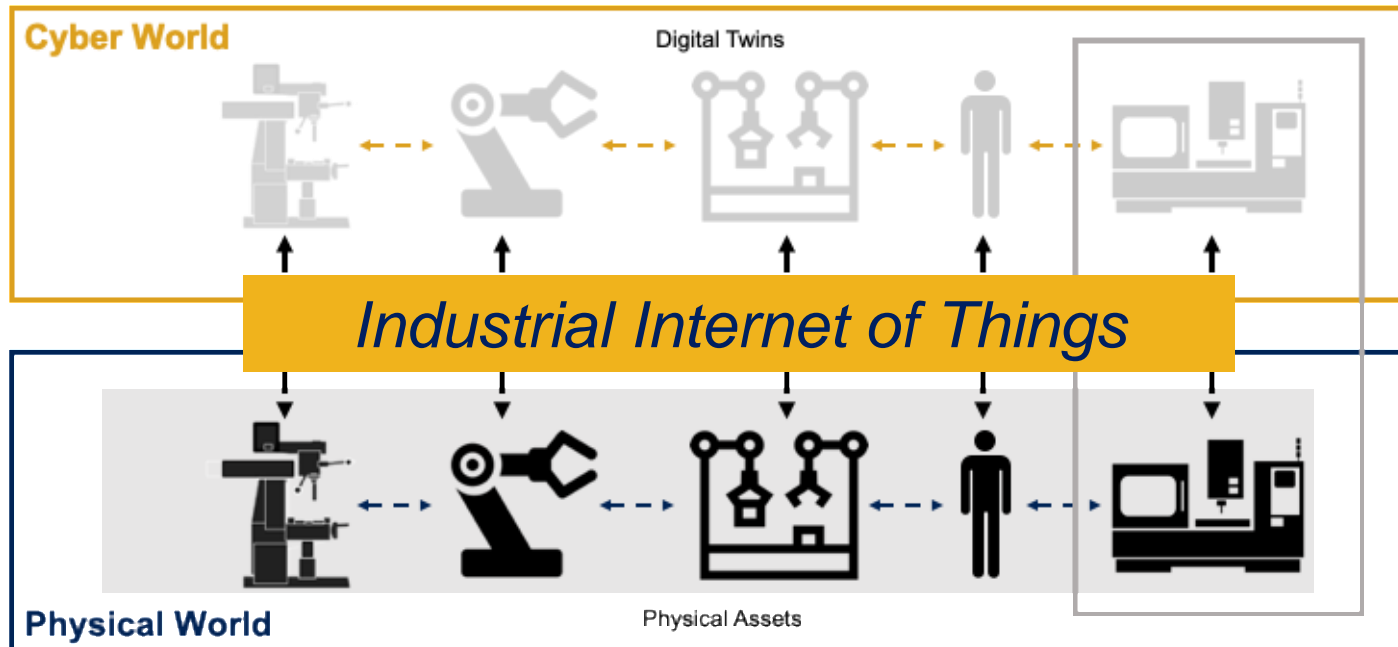 Cyber World
Digital Twins
Industrial Internet of Things
Physical Assets
Physical World